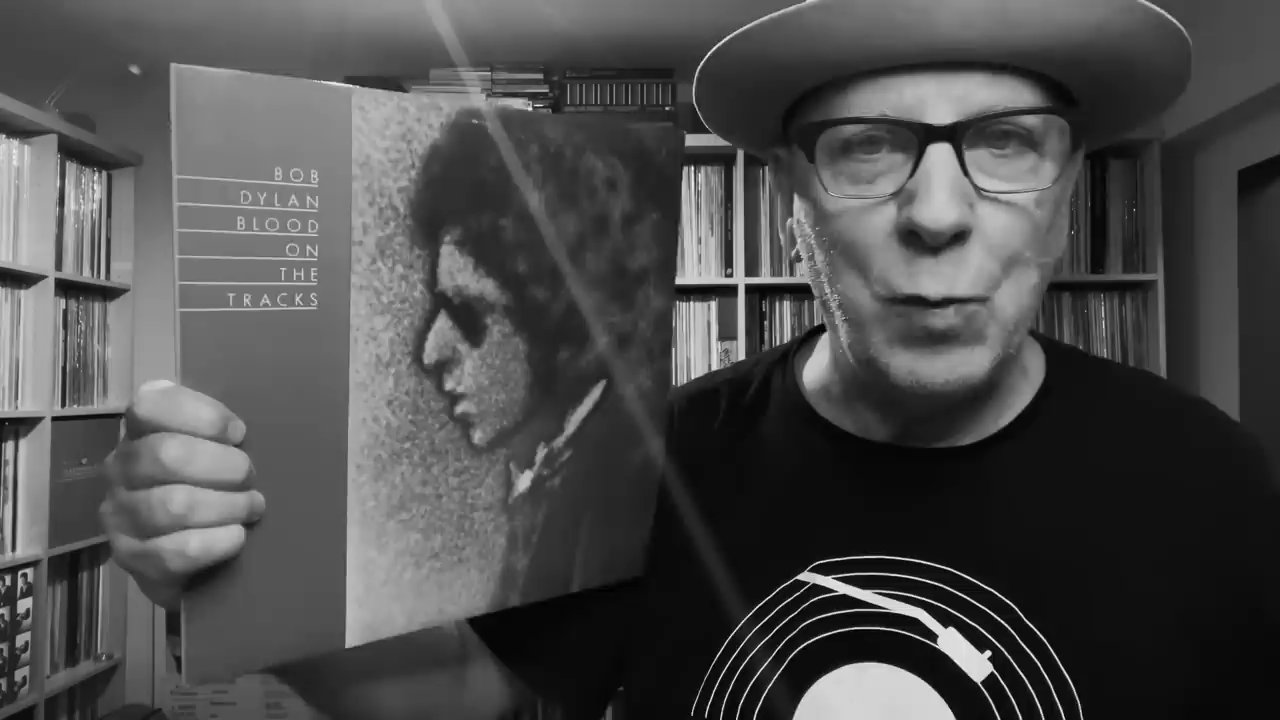 BOB
DYLAN
BLOOD
ON
THE
TRACKS